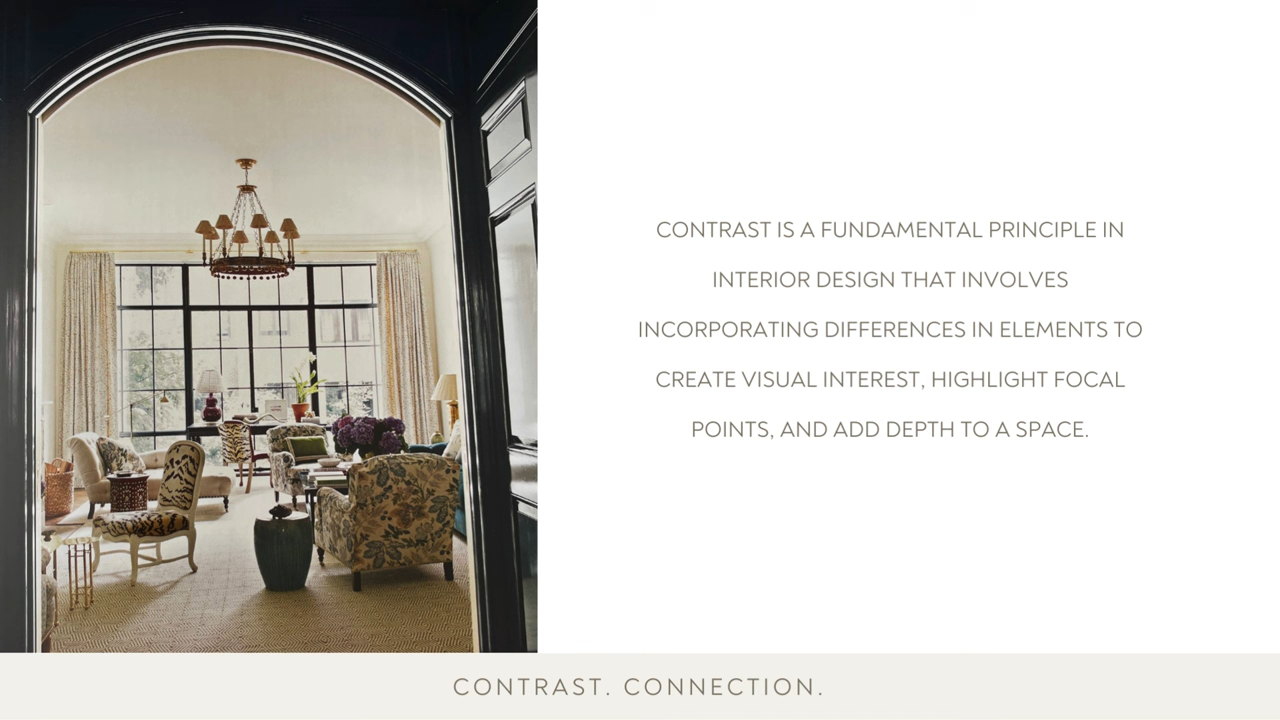 CONTRAST IS A FUNDAMENTAL PRINCIPLE IN
INTERIOR DESIGN THAT INVOLVES
INCORPORATING DIFFERENCES IN ELEMENTS TO
CREATE VISUAL INTEREST, HIGHLIGHT FOCAL
POINTS, AND ADD DEPTH TO A SPACE.
CONTRAST. CONNECTION.